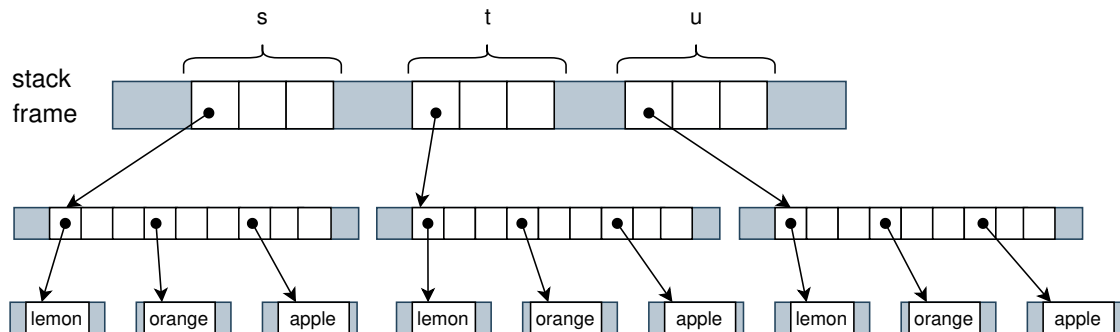 s t u
stack
frame
lemon orange apple lemon orange apple lemon orange apple